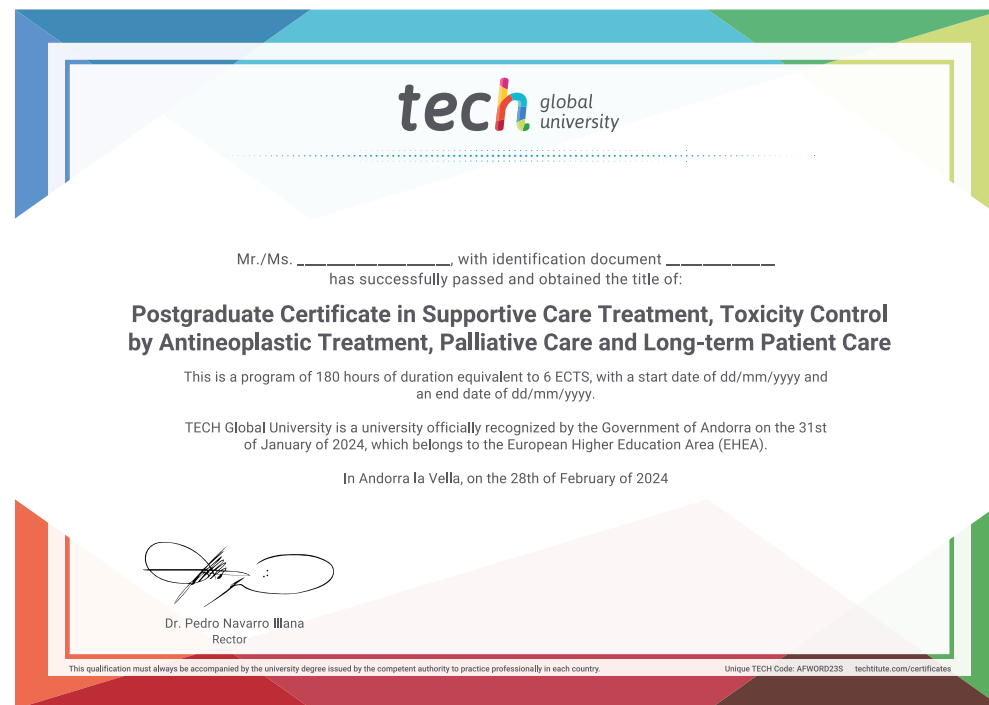 tech global
university
Mr./Ms. ____________________, with identification document ______________
has successfully passed and obtained the title of:
Postgraduate Certificate in Supportive Care Treatment, Toxicity Control
by Antineoplastic Treatment, Palliative Care and Long-term Patient Care
This is a program of 180 hours of duration equivalent to 6 ECTS, with a start date of dd/mm/yyyy and
an end date of dd/mm/yyyy.
TECH Global University is a university officially recognized by the Government of Andorra on the 31st
of January of 2024, which belongs to the European Higher Education Area (EHEA).
In Andorra la Vella, on the 28th of February of 2024
Dr. Pedro Navarro Illana
Rector
This qualification must always be accompanied by the university degree issued by the competent authority to practice professionally in each country. Unique TECH Code: AFWORD23S techtitute.com/certificates